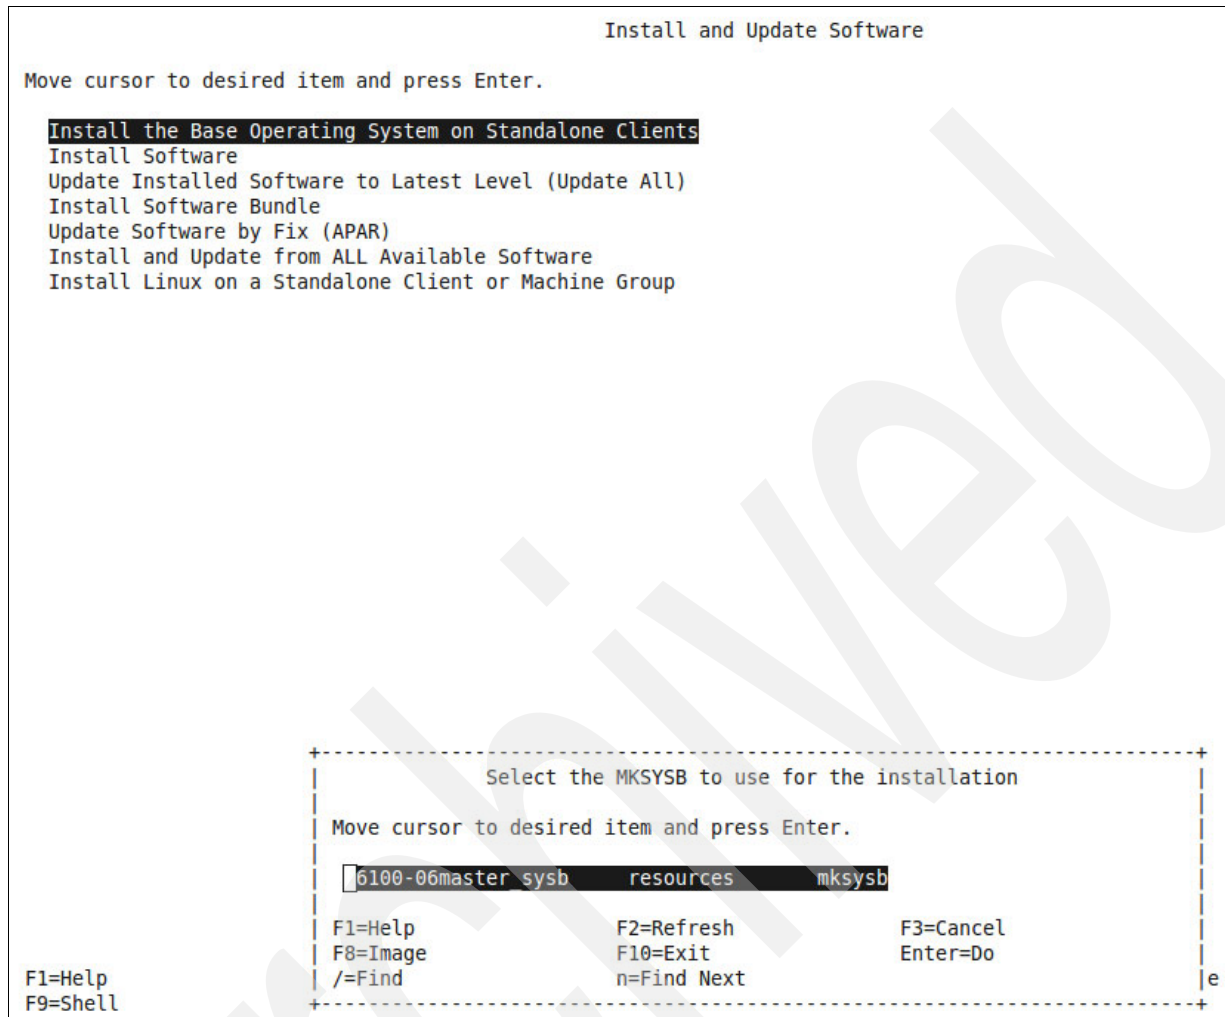 Install and Update Software
Move cursor to desired item and press Enter.
Install the Base Operating System on Standalone Clients
Install Software
Update Installed Software to Latest Level (Update All)
Install Software Bundle
Update Software by Fix (APAR)
Install and Update from ALL Available Software
Install Linux on a Standalone Client or Machine Group
Select the MKSYSB to use for the installation
Move cursor to desired item and press Enter.
6100-06master_sysb resources mksysb
F1=Help F2=Refresh F3=Cancel
F8=Image F10=Exit Enter=Do
F1=Help /=Find n=Find Next e
F9=Shell